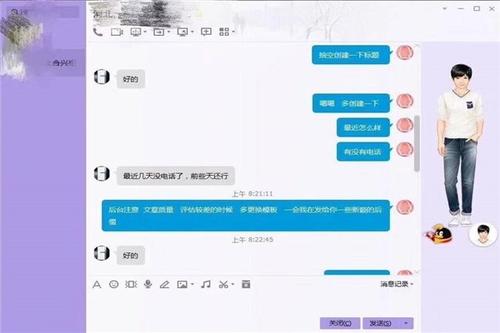 抽空创建一下标题
好的
嗯嗯 多创建一下
最近怎么样
有没有电话
最近几天没电话了，前些天还行
上午 8:21:11
后台注意 文章质量 评估较差的时候 多更换模板 一会我在发给你一些新额的后
缀
上午 8:22:45
好的
消息记录
关闭(C)
发送(S)